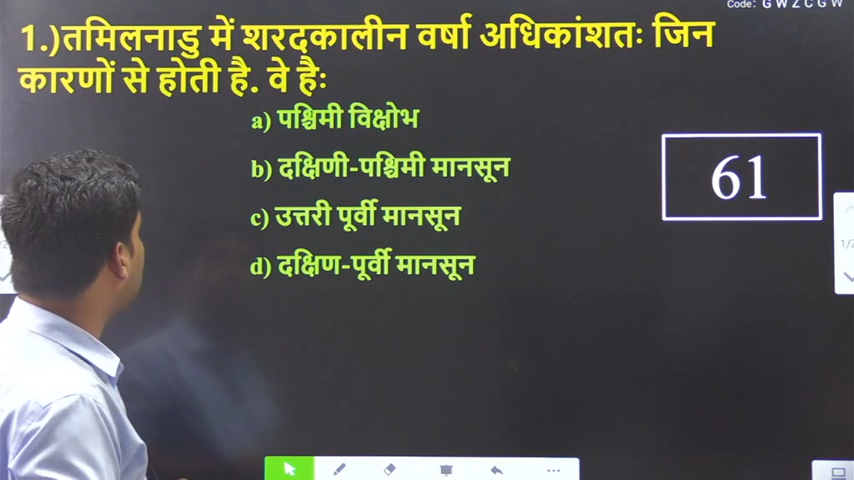 Code: GWZCGW
1.)तमिलनाडु में शरदकालीन वर्षा अधिकांशतः जिन
कारणों से होती है. वे हैः
a) पश्चिमी विक्षोभ
b) दक्षिणी-पश्चिमी मानसून
61
c) उत्तरी पूर्वी मानसून
d) दक्षिण-पूर्वी मानसून